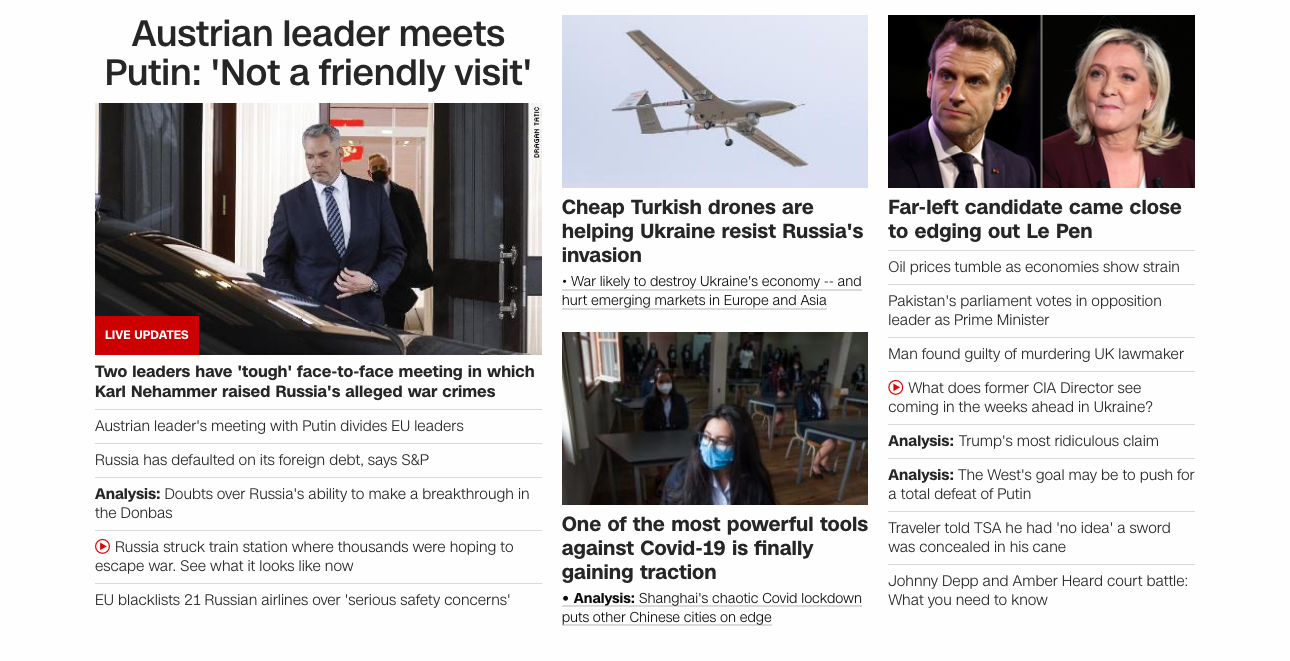 Austrian leader meets
Putin: 'Not a friendly visit'
DRAGAN TATIC
LIVE UPDATES
Two leaders have 'tough' face-to-face meeting in which
Karl Nehammer raised Russia's alleged war crimes
Austrian leader's meeting with Putin divides EU leaders
Russia has defaulted on its foreign debt, says S&P
Analysis: Doubts over Russia's ability to make a breakthrough in
the Donbas
Russia struck train station where thousands were hoping to
escape war. See what it looks like now
EU blacklists 21 Russian airlines over 'serious safety concerns'
Cheap Turkish drones are
helping Ukraine resist Russia's
invasion
• War likely to destroy Ukraine's economy -- and
hurt emerging markets in Europe and Asia
One of the most powerful tools
against Covid-19 is finally
gaining traction
• Analysis: Shanghai's chaotic Covid lockdown
puts other Chinese cities on edge
Far-left candidate came close
to edging out Le Pen
Oil prices tumble as economies show strain
Pakistan's parliament votes in opposition
leader as Prime Minister
Man found guilty of murdering UK lawmaker
What does former CIA Director see
coming in the weeks ahead in Ukraine?
Analysis: Trump's most ridiculous claim
Analysis: The West's goal may be to push for
a total defeat of Putin
Traveler told TSA he had 'no idea' a sword
was concealed in his cane
Johnny Depp and Amber Heard court battle:
What you need to know